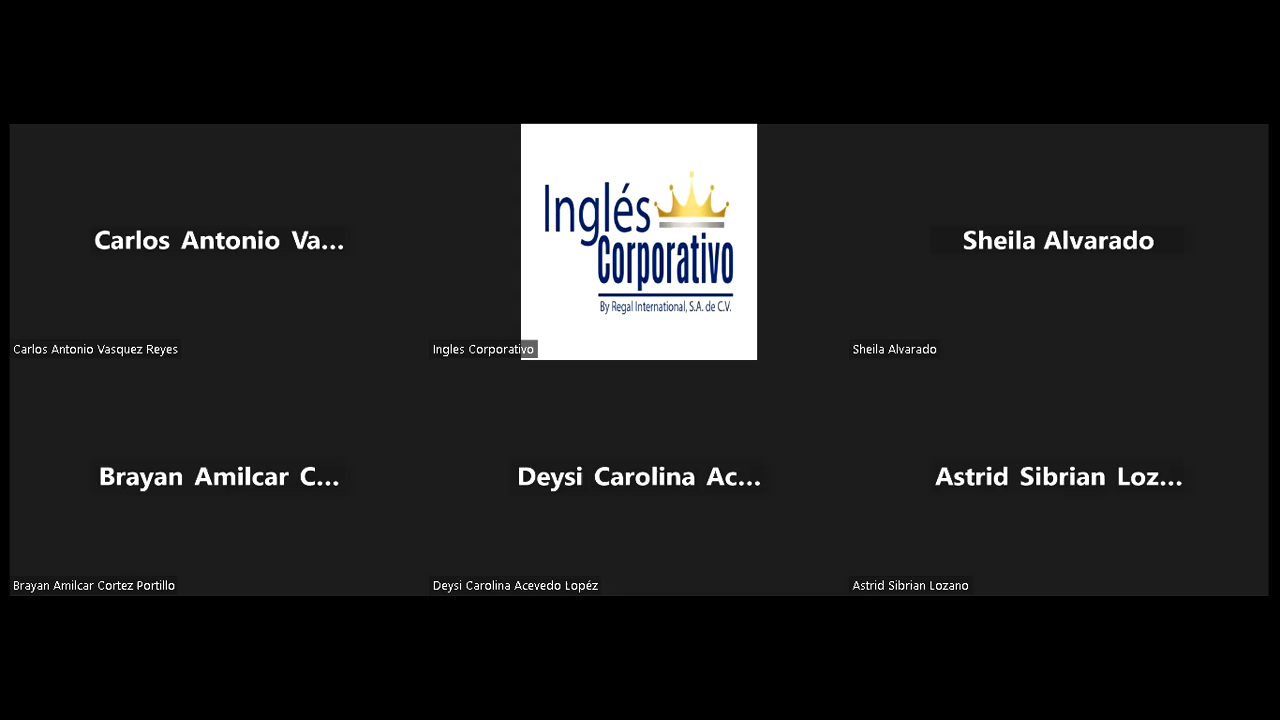 Carlos Antonio Va...
Carlos Antonio Vasquez Reyes
Inglés
Corporativo
By Regal International, S.A. de C.V.
Ingles Corporativo
Sheila Alvarado
Sheila Alvarado
Brayan Amilcar C...
Brayan Amilcar Cortez Portillo
Deysi Carolina Ac...
Deysi Carolina Acevedo Lopéz
Astrid Sibrian Loz...
Astrid Sibrian Lozano